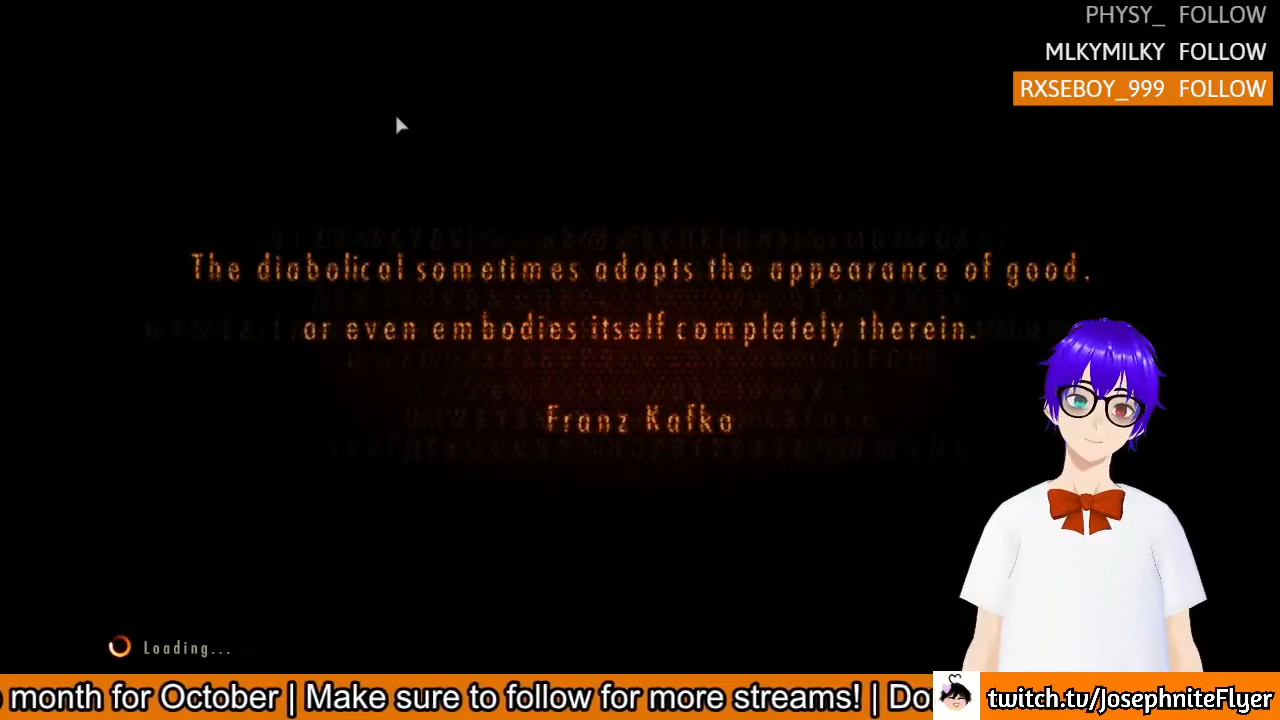 PHYSY_ FOLLOW
MLKYMILKY FOLLOW
RXSEBOY_999 FOLLOW
The diabolical sometimes adopts the appearance of good.
or even embodies itself completely therein.
Franz Kafka
Loading...
month for October | Make sure to follow for more streams! |
twitch.tv/JosephniteFlyer